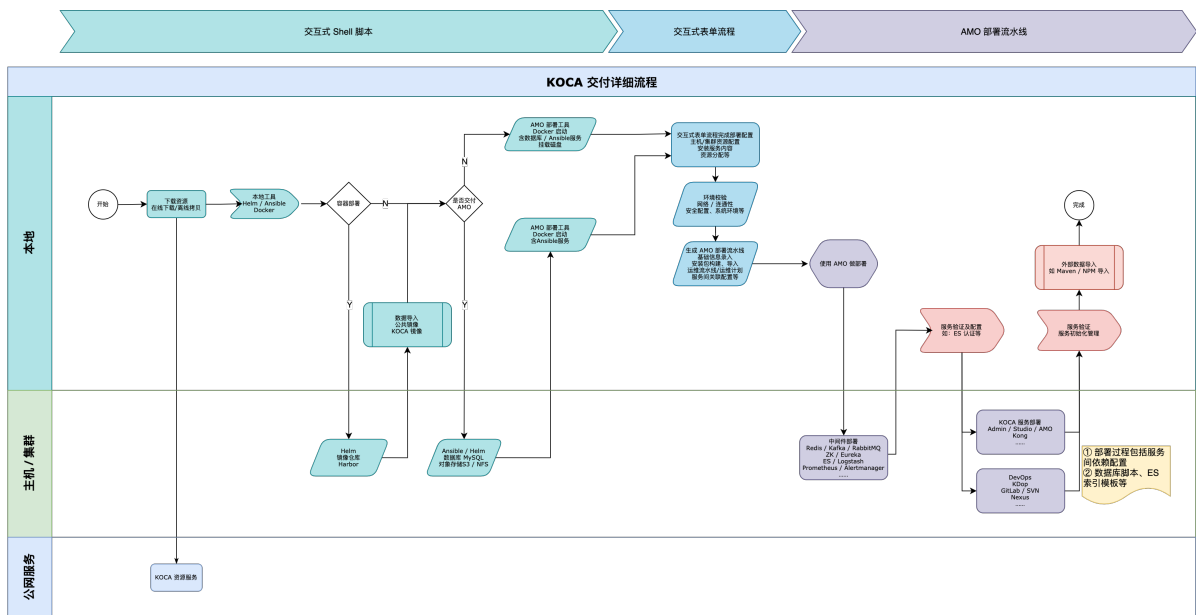 交互式 Shell 脚本
交互式表单流程
AMO 部署流水线
KOCA 交付详细流程
本地
开始
下载资源
在线下载/离线拷贝
本地工具
Helm / Ansible
Docker
容器部署
N
Y
数据导入
公共镜像
KOCA 镜像
是否交付
AMO
N
Y
AMO 部署工具
Docker 启动
含数据库 / Ansible服务
挂载磁盘
AMO 部署工具
Docker 启动
含Ansible服务
交互式表单流程完成部署配置
主机/集群资源配置
安装服务内容
资源分配等
环境校验
网络 / 连通性
安全配置、系统环境等
生成 AMO 部署流水线
基础信息录入
安装包构建、导入
运维流水线/运维计划
服务间关联配置等
使用 AMO 储部署
服务验证及配置
如：ES 认证等
完成
外部数据导入
如 Maven / NPM 导入
服务验证
服务初始化管理
主机 / 集群
Helm
镜像仓库
Harbor
Ansible / Helm
数据库 MySQL
对象存储S3 / NFS
中间件部署
Redis / Kafka / RabbitMQ
ZK / Eureka
ES / Logstash
Prometheus / Alertmanager
......
KOCA 服务部署
Admin / Studio / AMO
Kong
......
DevOps
KDop
GitLab / SVN
Nexus
......
① 部署过程包括服务
间依赖配置
② 数据库脚本、ES
索引模板等
公网服务
KOCA 资源服务